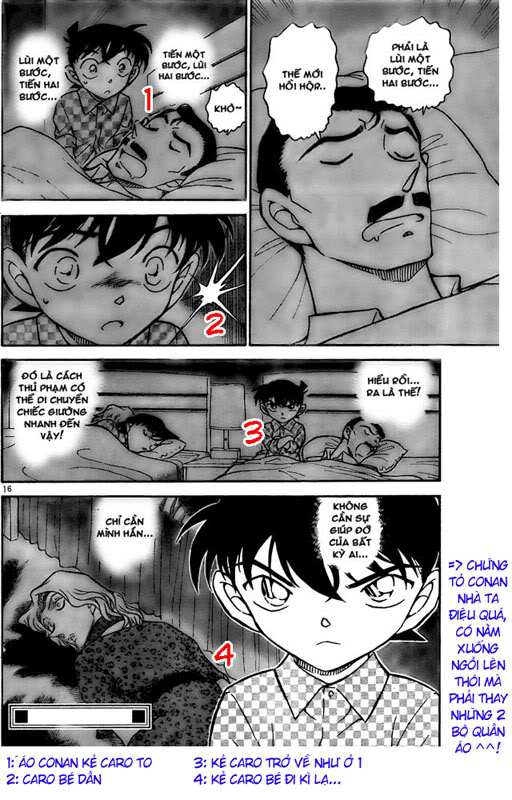 LÙI MỘT
BƯỚC,
TIẾN HAI
BƯỚC...
TIẾN MỘT
BƯỚC, LÙI
HAI BƯỚC...
1
KHÒ~
PHẢI LÀ
LÙI MỘT
BƯỚC, TIẾN
HAI BƯỚC...
THẾ MỚI
HỒI HỘP...
2
ĐÓ LÀ CÁCH
THỦ PHẠM CÓ
THỂ DI CHUYỂN
CHIẾC GIƯỜNG
NHANH ĐẾN
VẬY!
3
HIỂU RỒI...
RA LÀ THẾ!
16
CHỈ CẦN
MÌNH HẮN...
KHÔNG
CẦN SỰ
GIÚP ĐỠ
CỦA BẤT
KỲ AI...
4
=> CHỨNG
TỎ CONAN
NHÀ TA
ĐIỆU QUÁ,
CÓ NẰM
XUỐNG
NGỒI LÊN
THÔI MÀ
PHẢI THAY
NHỮNG 2
BỘ QUẦN
ÁO ^^!
1: ÁO CONAN KẺ CARO TO
2: CARO BÉ DẦN
3: KẺ CARO TRỞ VỀ NHƯ Ở 1
4: KẺ CARO BÉ ĐI KÌ LẠ...